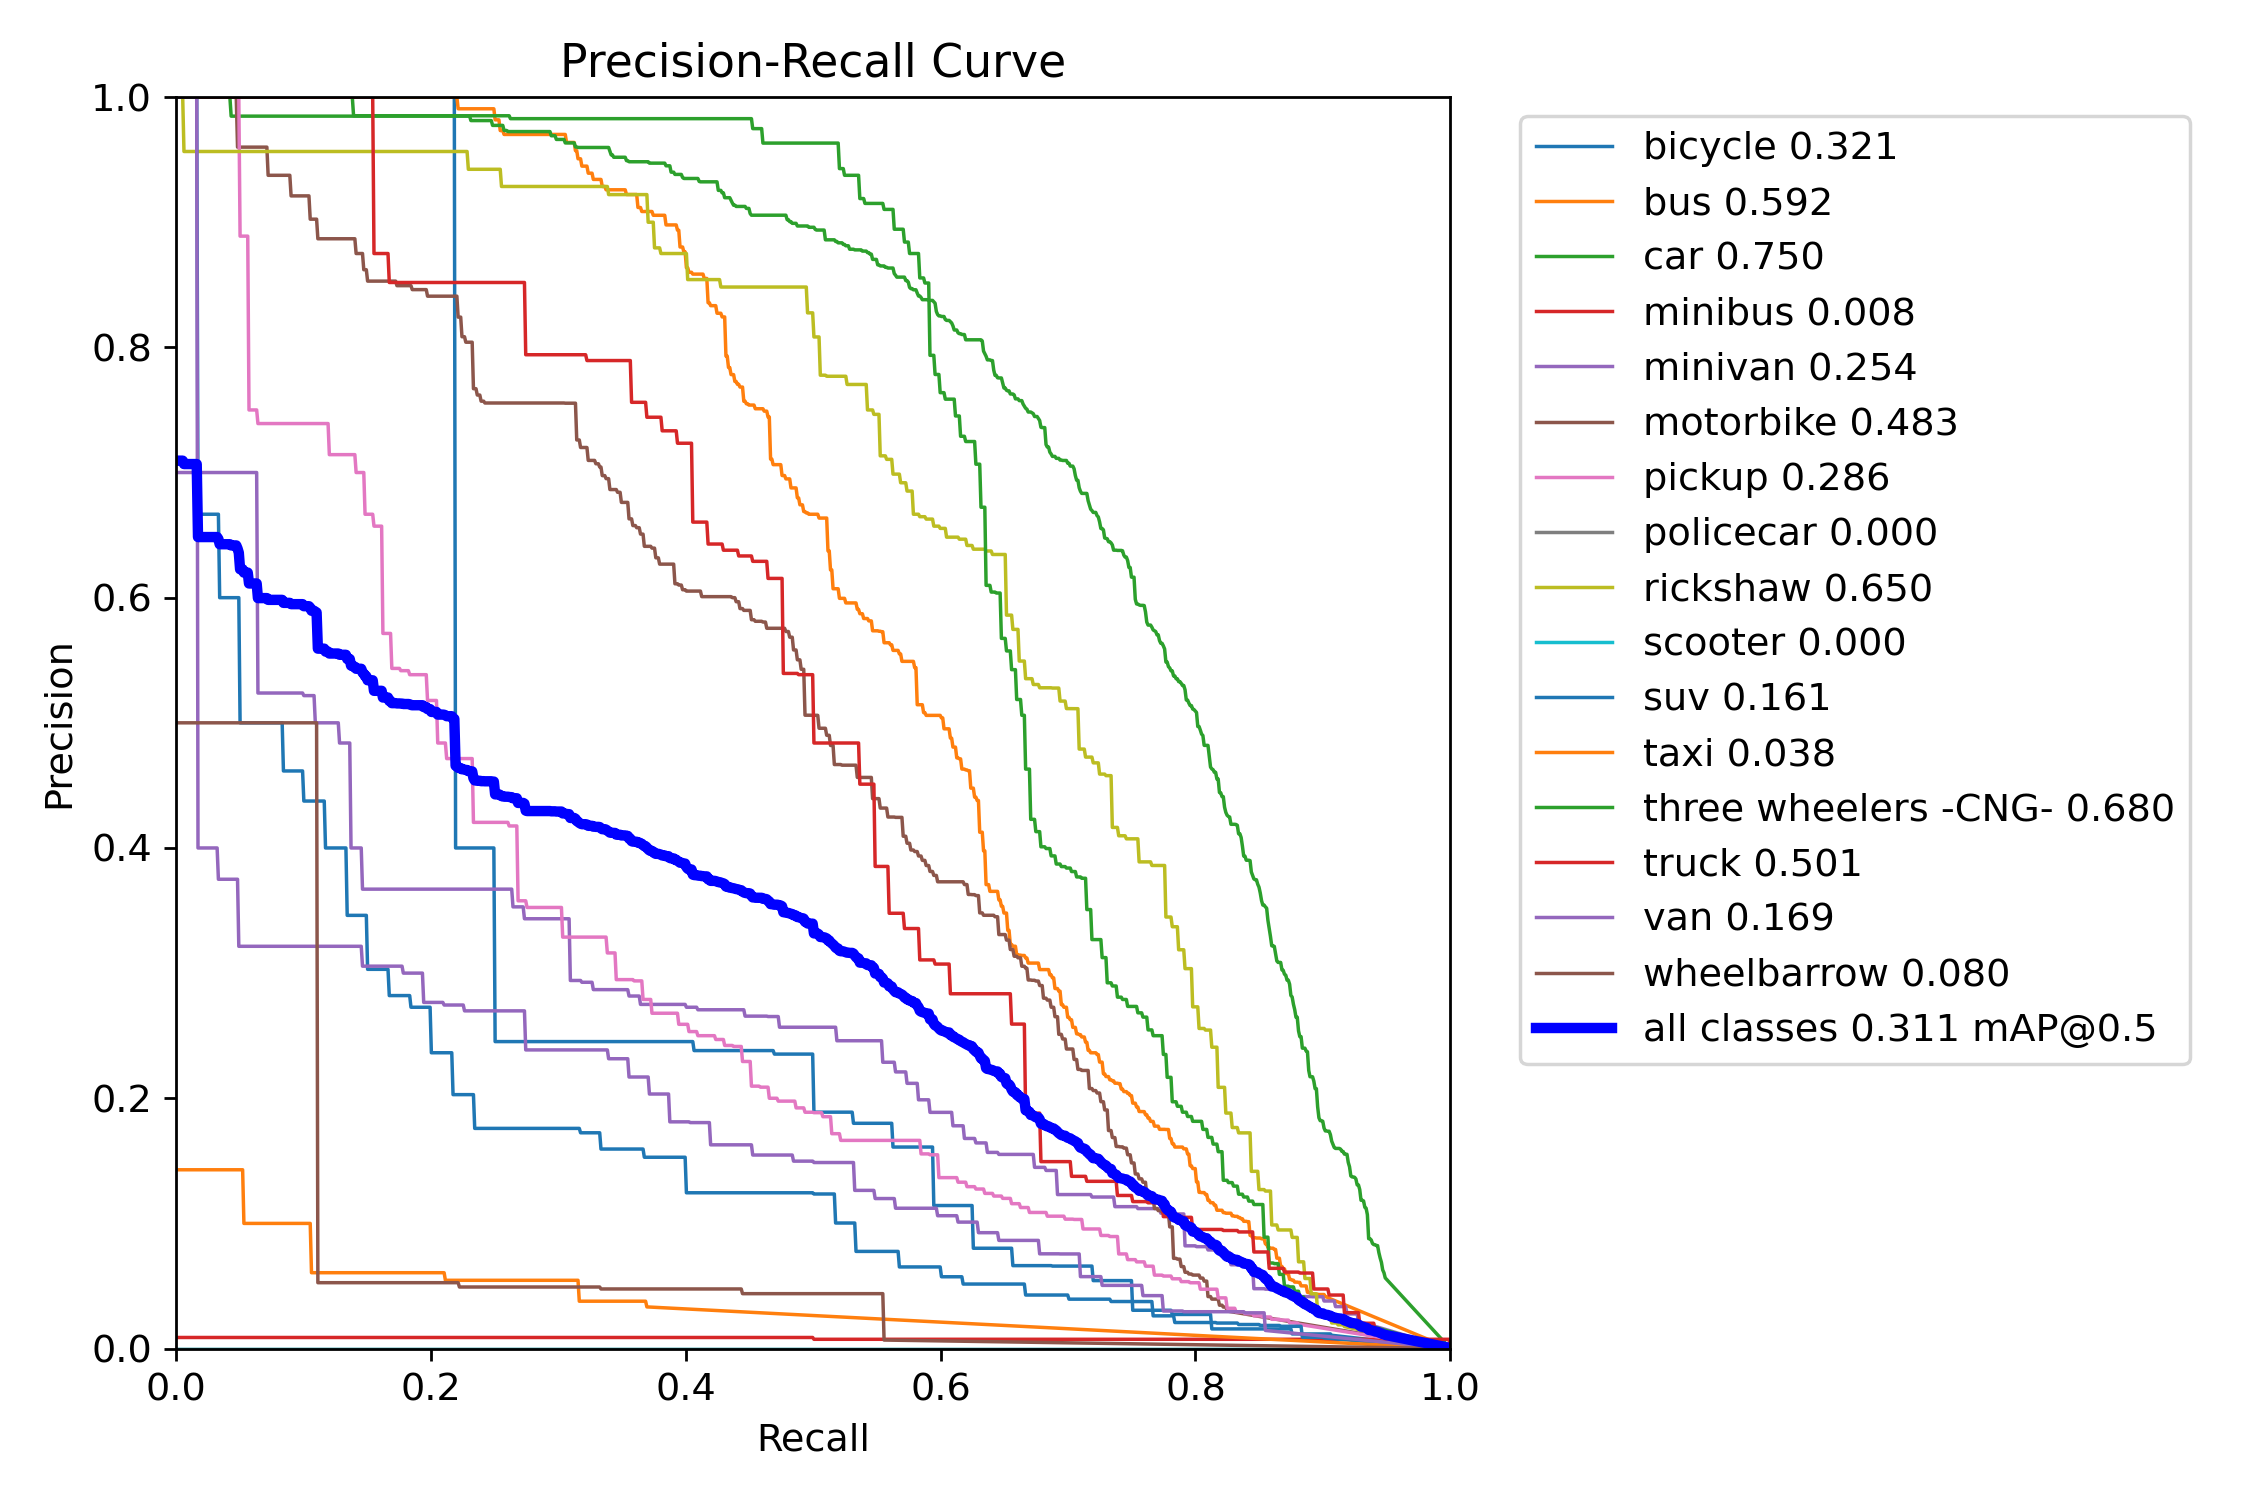 Precision-Recall Curve
1.0
0.8
0.6
0.4
0.2
0.0
Precision
0.0 0.2 0.4 0.6 0.8 1.0
Recall
bicycle 0.321
bus 0.592
car 0.750
minibus 0.008
minivan 0.254
motorbike 0.483
pickup 0.286
policecar 0.000
rickshaw 0.650
scooter 0.000
suv 0.161
taxi 0.038
three wheelers -CNG- 0.680
truck 0.501
van 0.169
wheelbarrow 0.080
all classes 0.311 mAP@0.5